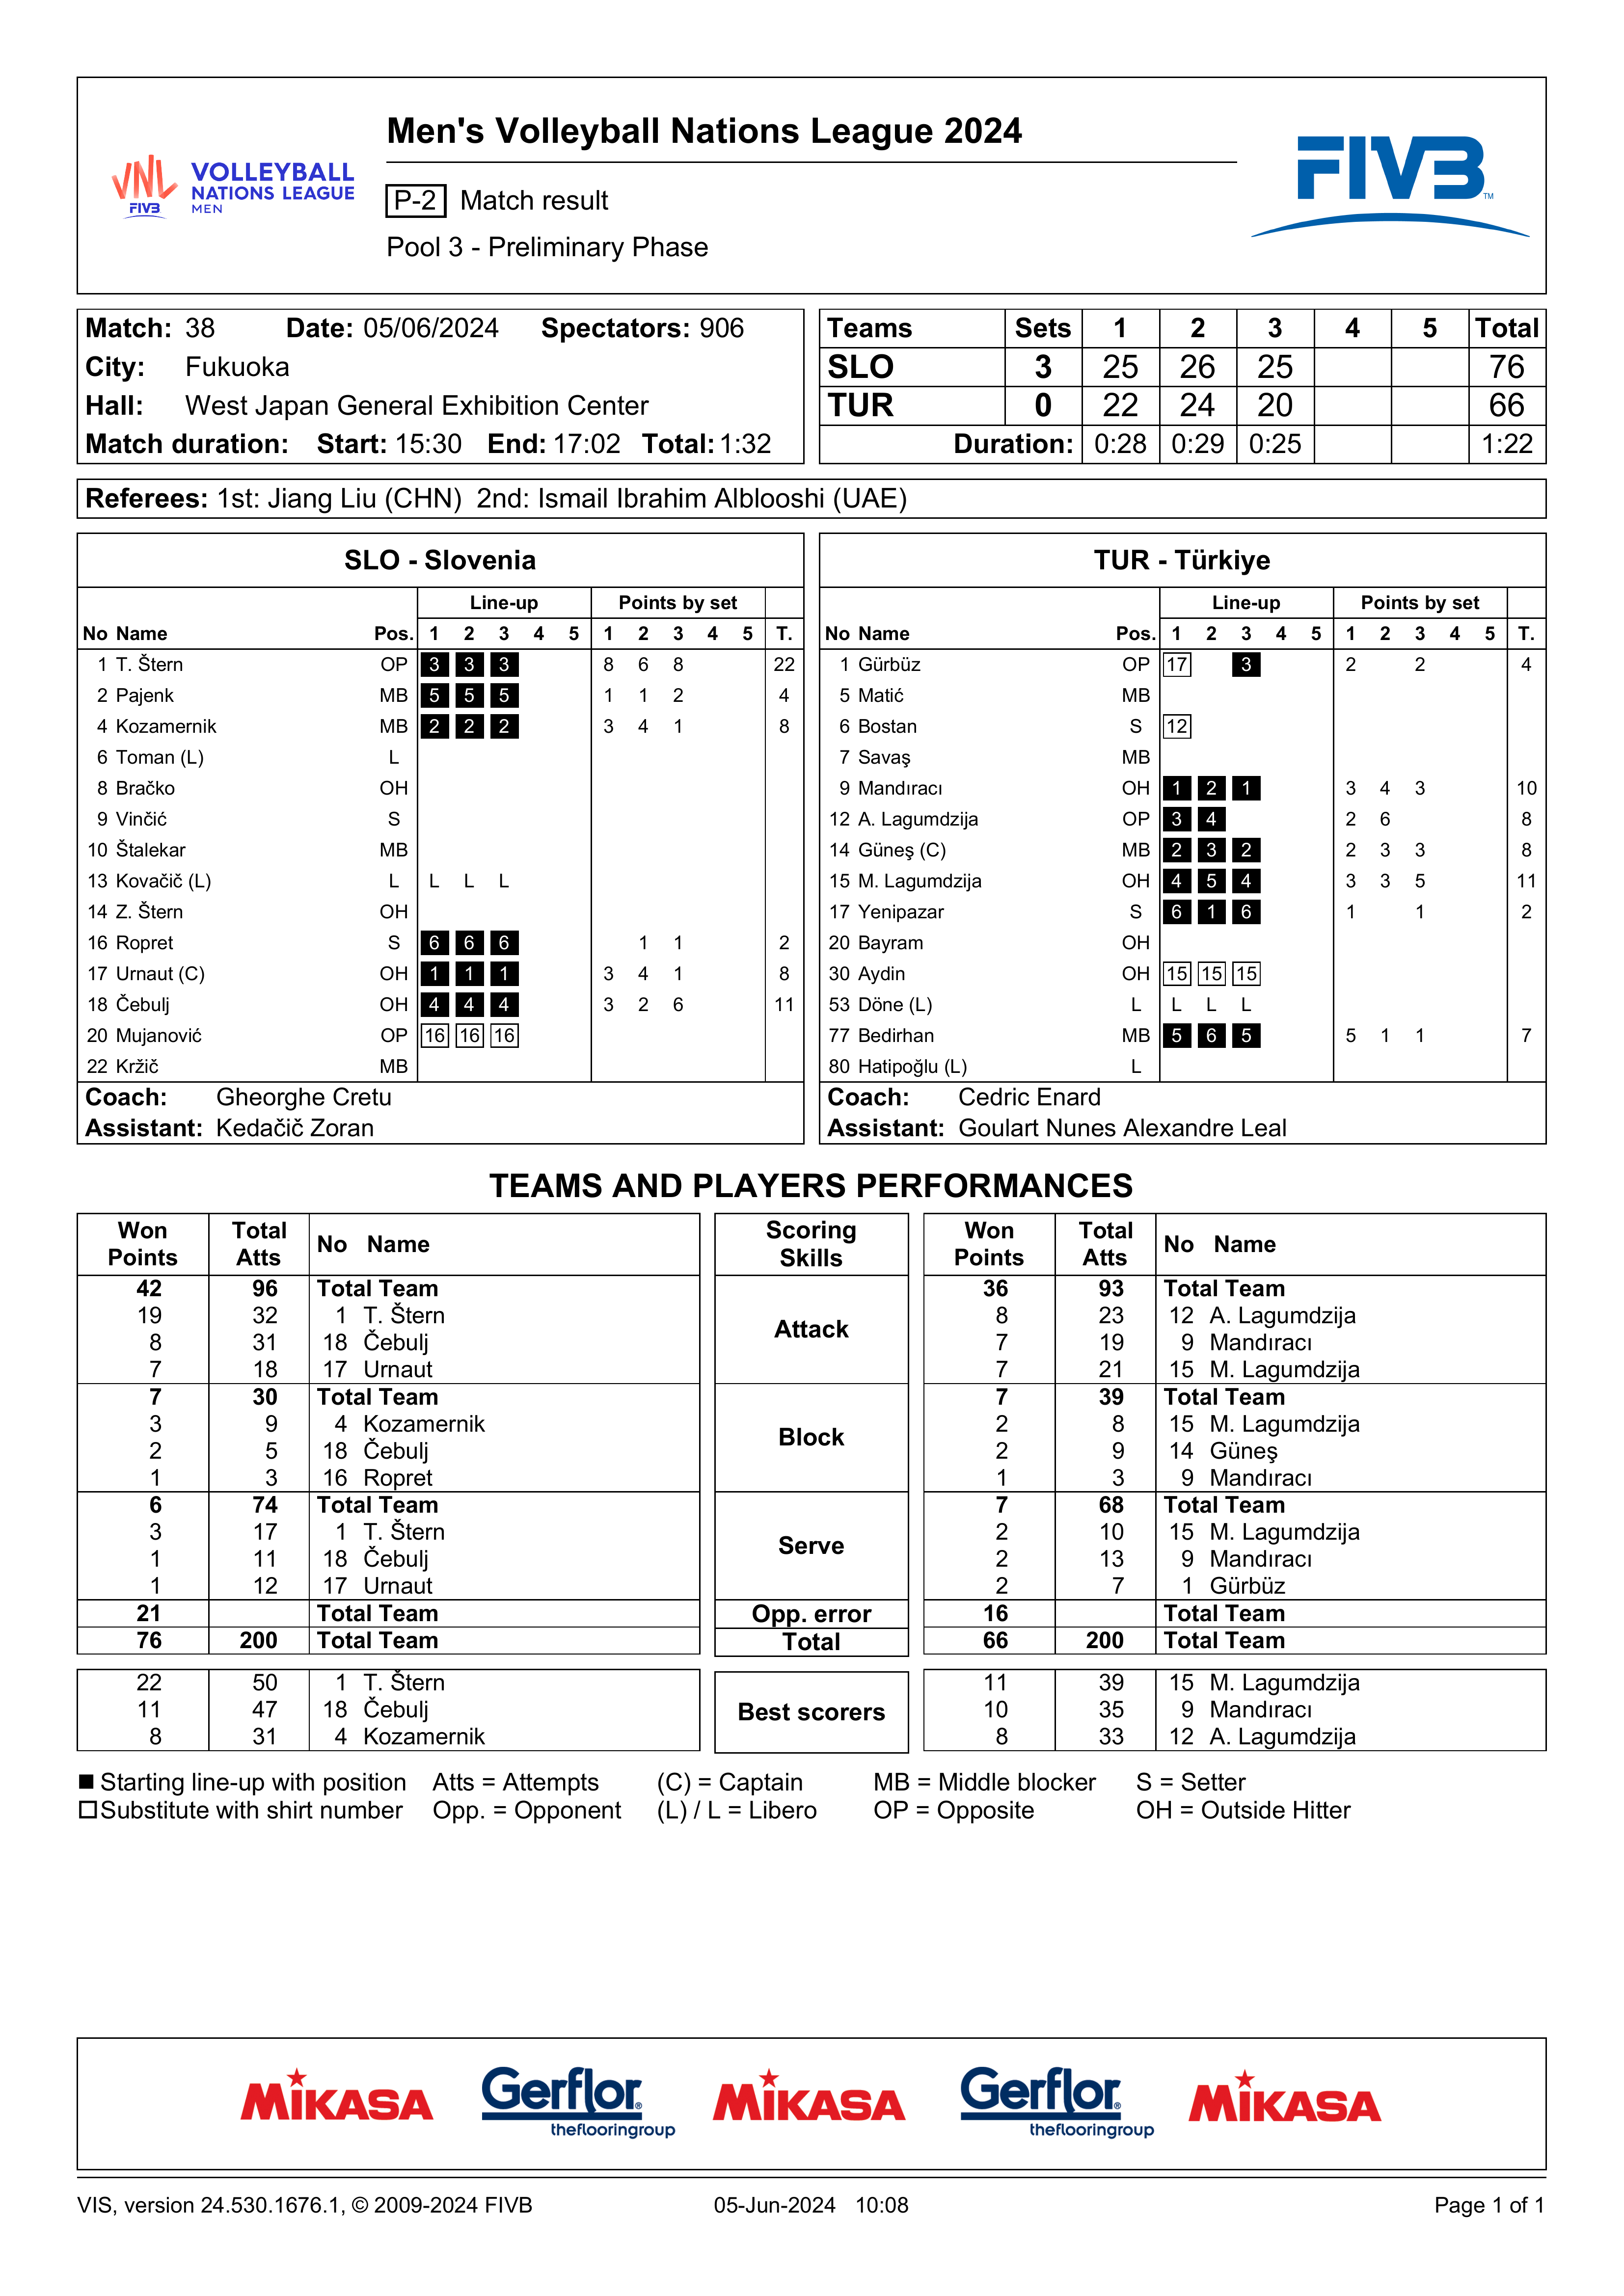 Men's Volleyball Nations League 2024
VNL FIVB VOLLEYBALL NATIONS LEAGUE MEN
P-2 Match result
Pool 3 - Preliminary Phase
FIVB TM
Match: 38 Date: 05/06/2024 Spectators: 906
City: Fukuoka
Hall: West Japan General Exhibition Center
Match duration: Start: 15:30 End: 17:02 Total: 1:32
Teams Sets 1 2 3 4 5 Total
SLO 3 25 26 25 76
TUR 0 22 24 20 66
Duration: 0:28 0:29 0:25 1:22
Referees: 1st: Jiang Liu (CHN) 2nd: Ismail Ibrahim Alblooshi (UAE)
SLO - Slovenia
Line-up Points by set
No Name Pos. 1 2 3 4 5 1 2 3 4 5 T.
1 T. Štern OP 3 3 3 8 6 8 22
2 Pajenk MB 5 5 5 1 1 2 4
4 Kozamernik MB 2 2 2 3 4 1 8
6 Toman (L) L
8 Bračko OH
9 Vinčić S
10 Štalekar MB
13 Kovačič (L) L L L L
14 Z. Štern OH
16 Ropret S 6 6 6 1 1 2
17 Urnaut (C) OH 1 1 1 3 4 1 8
18 Čebulj OH 4 4 4 3 2 6 11
20 Mujanović OP 16 16 16
22 Kržič MB
Coach: Gheorghe Cretu
Assistant: Kedačič Zoran
TUR - Türkiye
Line-up Points by set
No Name Pos. 1 2 3 4 5 1 2 3 4 5 T.
1 Gürbüz OP 17 3 2 2 4
5 Matić MB
6 Bostan S 12
7 Savaş MB
9 Mandıracı OH 1 2 1 3 4 3 10
12 A. Lagumdzija OP 3 4 2 6 8
14 Güneş (C) MB 2 3 2 2 3 3 8
15 M. Lagumdzija OH 4 5 4 3 3 5 11
17 Yenipazar S 6 1 6 1 1 2
20 Bayram OH
30 Aydin OH 15 15 15
53 Döne (L) L L L L
77 Bedirhan MB 5 6 5 5 1 1 7
80 Hatipoğlu (L) L
Coach: Cedric Enard
Assistant: Goulart Nunes Alexandre Leal
TEAMS AND PLAYERS PERFORMANCES
Won Points Total Atts No Name Scoring Skills Won Points Total Atts No Name
42 96 Total Team Attack 36 93 Total Team
19 32 1 T. Štern 8 23 12 A. Lagumdzija
8 31 18 Čebulj 7 19 9 Mandıracı
7 18 17 Urnaut 7 21 15 M. Lagumdzija
7 30 Total Team Block 7 39 Total Team
3 9 4 Kozamernik 2 8 15 M. Lagumdzija
2 5 18 Čebulj 2 9 14 Güneş
1 3 16 Ropret 1 3 9 Mandıracı
6 74 Total Team Serve 7 68 Total Team
3 17 1 T. Štern 2 10 15 M. Lagumdzija
1 11 18 Čebulj 2 13 9 Mandıracı
1 12 17 Urnaut 2 7 1 Gürbüz
21 Total Team Opp. error 16 Total Team
76 200 Total Team Total 66 200 Total Team
22 50 1 T. Štern Best scorers 11 39 15 M. Lagumdzija
11 47 18 Čebulj 10 35 9 Mandıracı
8 31 4 Kozamernik 8 33 12 A. Lagumdzija
Starting line-up with position Atts = Attempts (C) = Captain MB = Middle blocker S = Setter
Substitute with shirt number Opp. = Opponent (L) / L = Libero OP = Opposite OH = Outside Hitter
MIKASA Gerflor® theflooringgroup MIKASA Gerflor® theflooringgroup MIKASA
VIS, version 24.530.1676.1, © 2009-2024 FIVB 05-Jun-2024 10:08 Page 1 of 1